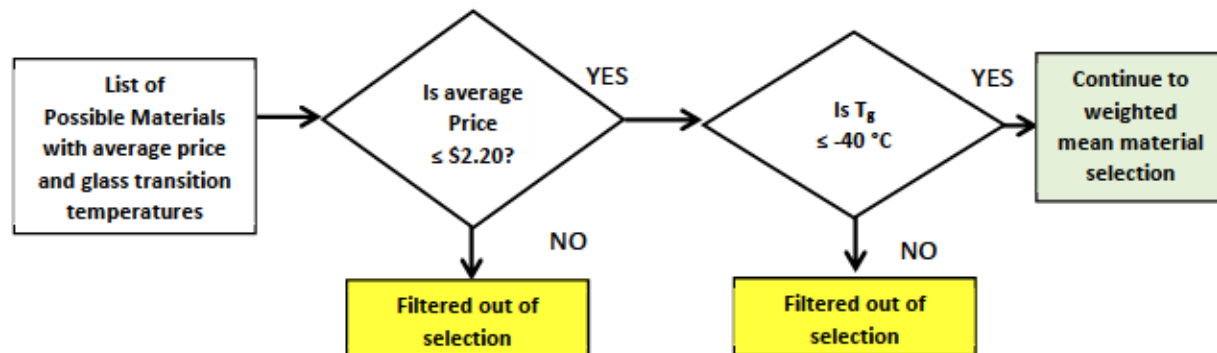 List of
Possible Materials
with average price
and glass transition
temperatures
Is average
Price
≤ $2.20?
YES
NO
Filtered out of
selection
Is Tg
≤ -40 °C
YES
NO
Filtered out of
selection
Continue to
weighted
mean material
selection